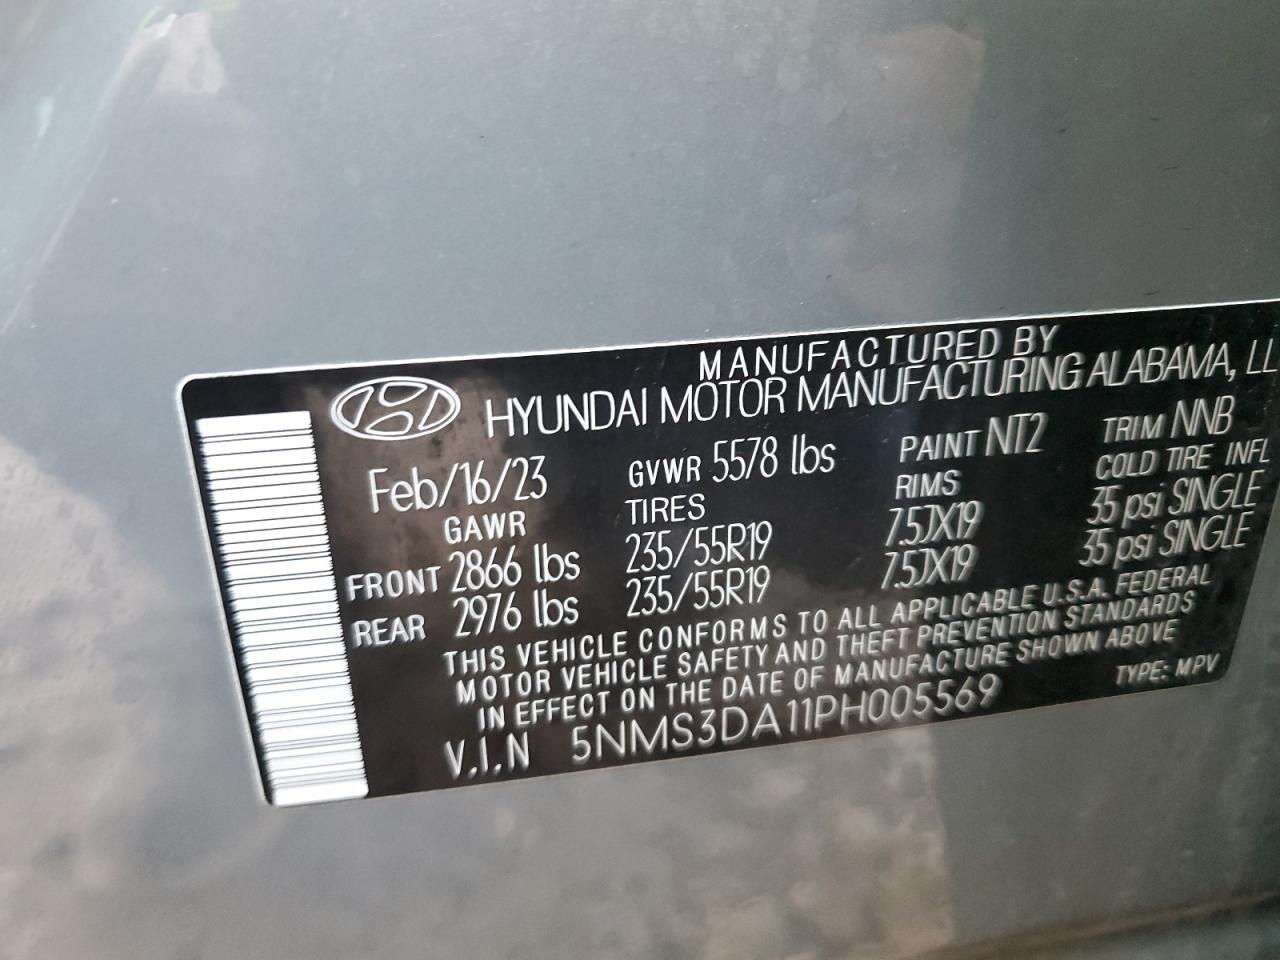 MANUFACTURED BY
HYUNDAI MOTOR MANUFACTURING ALABAMA, LL
Feb/16/23 GVWR 5578 lbs PAINT NT2 TRIM NNB
GAWR TIRES RIMS COLD TIRE INFL
FRONT 2866 lbs 235/55R19 7.5JX19 35 psi SINGLE
REAR 2976 lbs 235/55R19 7.5JX19 35 psi SINGLE
THIS VEHICLE CONFORMS TO ALL APPLICABLE U.S.A. FEDERAL
MOTOR VEHICLE SAFETY AND THEFT PREVENTION STANDARDS
IN EFFECT ON THE DATE OF MANUFACTURE SHOWN ABOVE
V.I.N 5NMS3DA11PH005569 TYPE: MPV